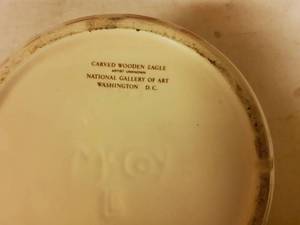 CARVED WOODEN EAGLE
ARTIST UNKNOWN
NATIONAL GALLERY OF ART
WASHINGTON D. C.
McCoy
L